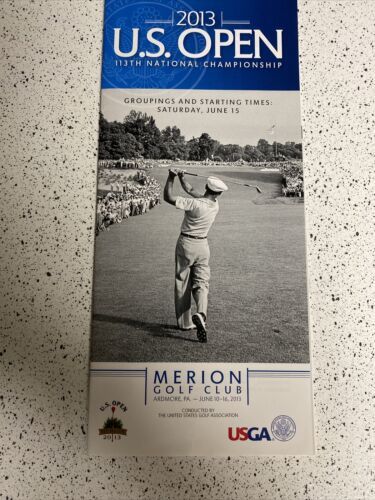 2013
U.S. OPEN
113TH NATIONAL CHAMPIONSHIP
GROUPINGS AND STARTING TIMES:
SATURDAY, JUNE 15
MERION
GOLF CLUB
ARDMORE, PA. — JUNE 10-16, 2013
CONDUCTED BY
THE UNITED STATES GOLF ASSOCIATION
U.S. OPEN
2013
USGA